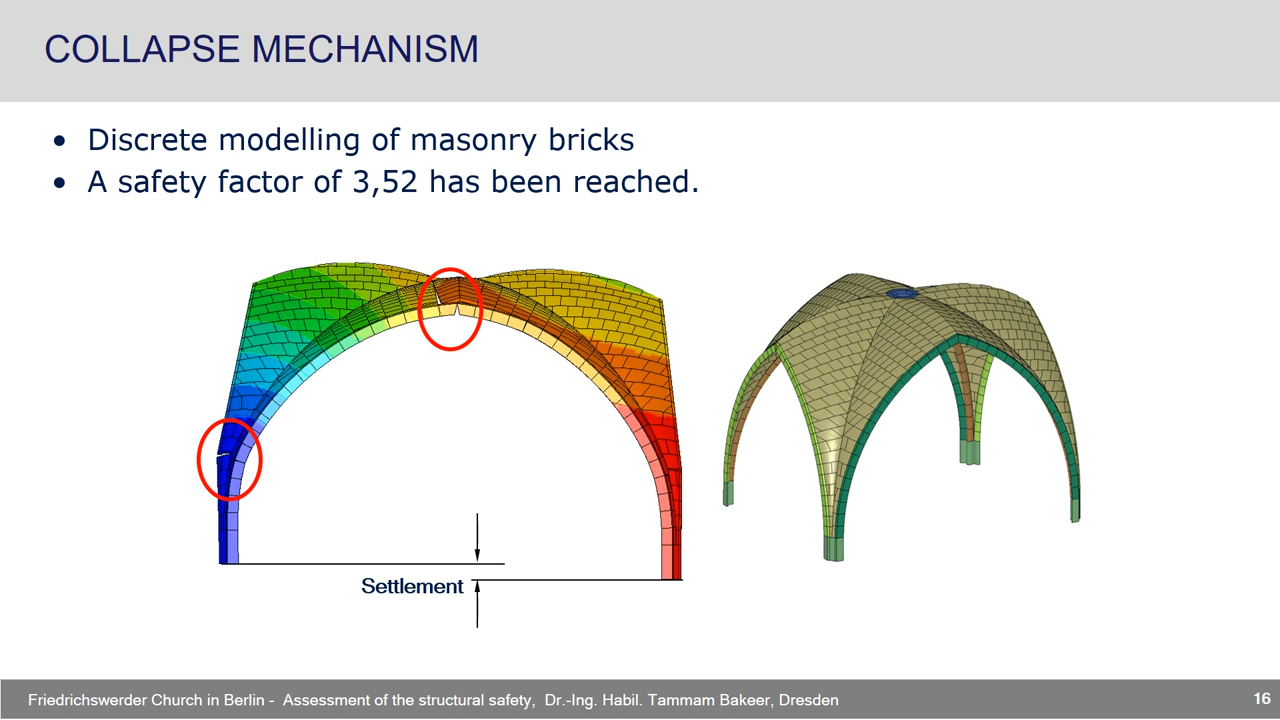 COLLAPSE MECHANISM
• Discrete modelling of masonry bricks
• A safety factor of 3,52 has been reached.
Settlement
Friedrichswerder Church in Berlin - Assessment of the structural safety, Dr.-Ing. Habil. Tammam Bakeer, Dresden
16